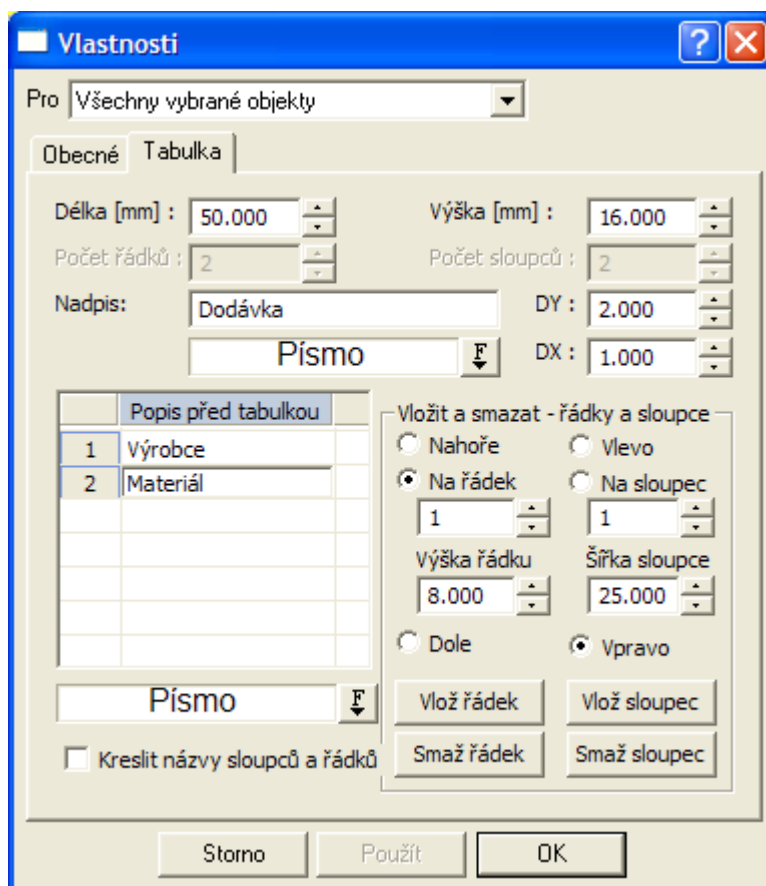 Vlastnosti
Pro Všechny vybrané objekty
Obecné Tabulka
Délka [mm] : 50.000 Výška [mm] : 16.000
Počet řádků : 2 Počet sloupců : 2
Nadpis: Dodávka DY : 2.000
Písmo F DX : 1.000
Popis před tabulkou
1 Výrobce
2 Materiál
Vložit a smazat - řádky a sloupce
Nahoře Vlevo
Na řádek Na sloupec
1 1
Výška řádku Šířka sloupce
8.000 25.000
Dole Vpravo
Písmo F
Vlož řádek Vlož sloupec
Kreslit názvy sloupců a řádků
Smaž řádek Smaž sloupec
Storno Použít OK